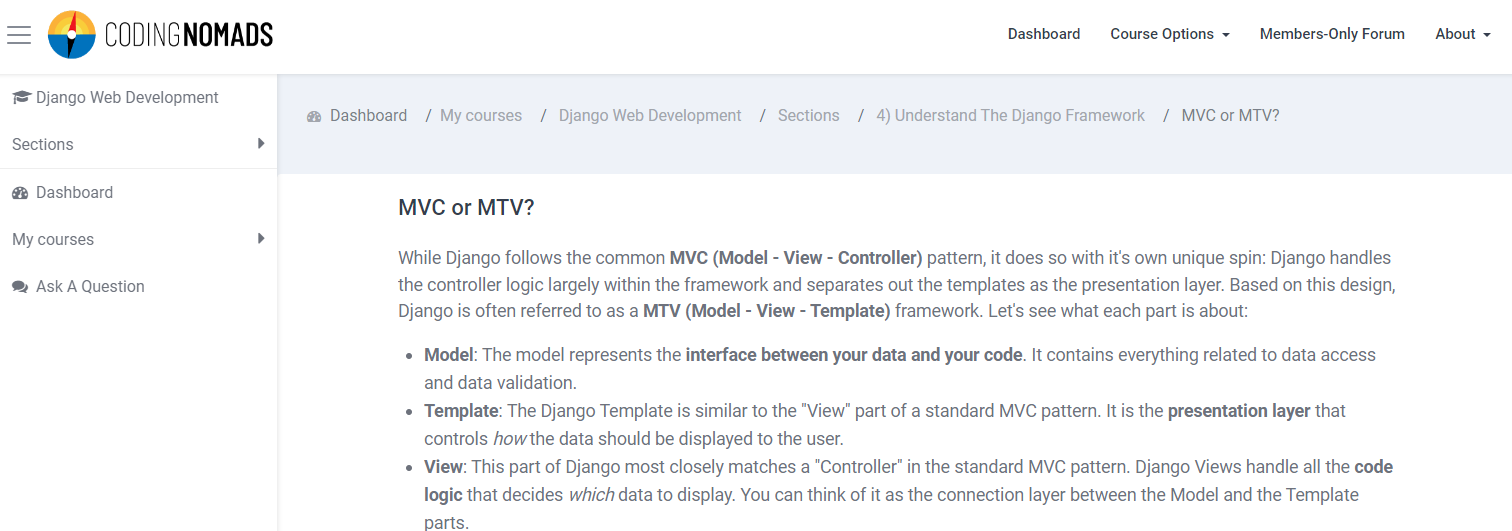 CODINGNOMADS
Dashboard Course Options Members-Only Forum About
Django Web Development
Sections
Dashboard
My courses
Ask A Question
Dashboard / My courses / Django Web Development / Sections / 4) Understand The Django Framework / MVC or MTV?
MVC or MTV?
While Django follows the common MVC (Model - View - Controller) pattern, it does so with it's own unique spin: Django handles
the controller logic largely within the framework and separates out the templates as the presentation layer. Based on this design,
Django is often referred to as a MTV (Model - View - Template) framework. Let's see what each part is about:
• Model: The model represents the interface between your data and your code. It contains everything related to data access
and data validation.
• Template: The Django Template is similar to the "View" part of a standard MVC pattern. It is the presentation layer that
controls how the data should be displayed to the user.
• View: This part of Django most closely matches a "Controller" in the standard MVC pattern. Django Views handle all the code
logic that decides which data to display. You can think of it as the connection layer between the Model and the Template
parts.